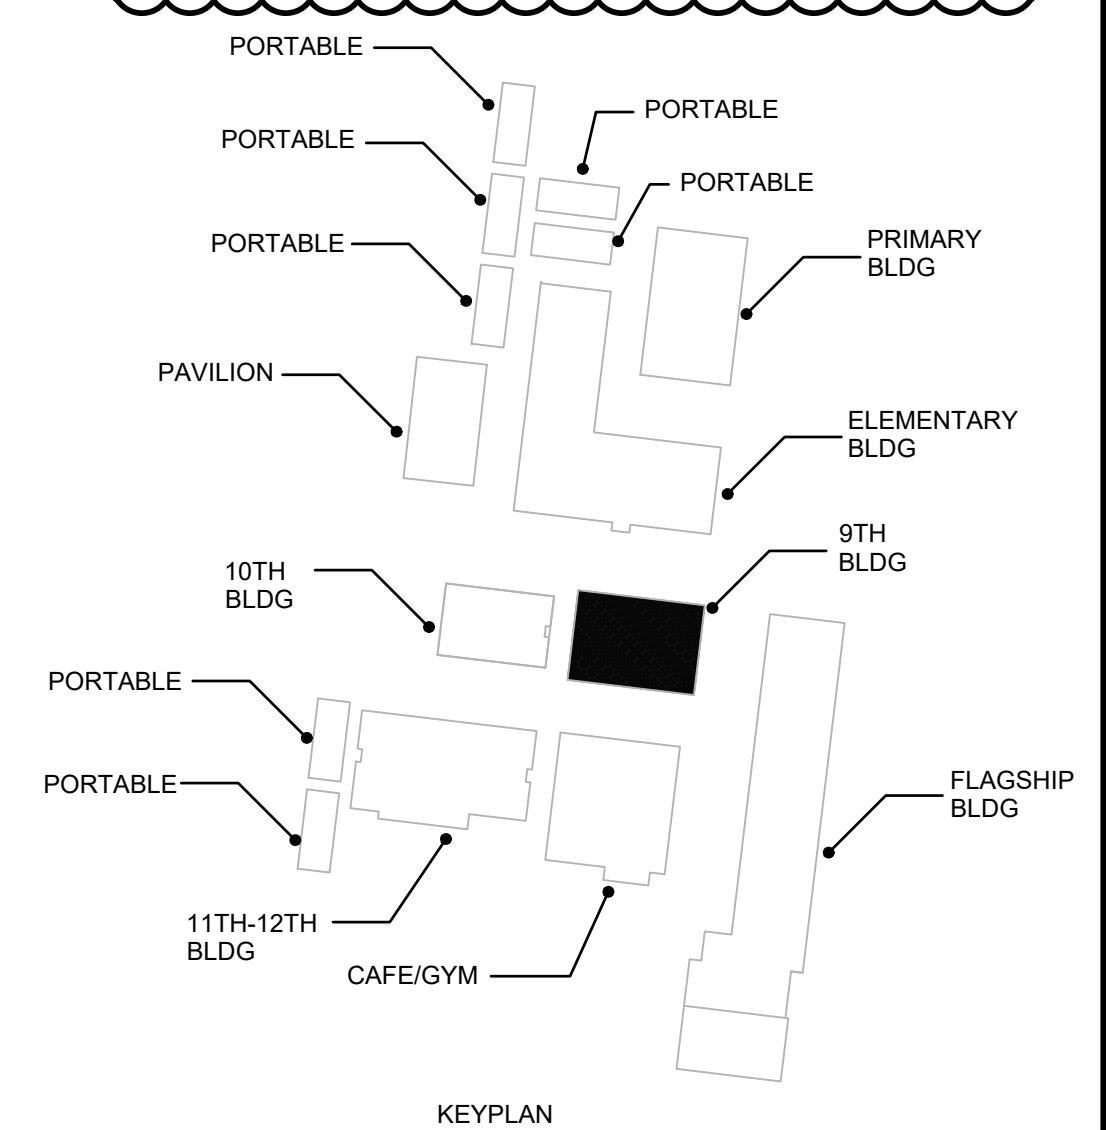 PORTABLE
PORTABLE
PORTABLE
PORTABLE
PORTABLE
PRIMARY
BLDG
PAVILION
ELEMENTARY
BLDG
9TH
BLDG
10TH
BLDG
PORTABLE
PORTABLE
FLAGSHIP
BLDG
11TH-12TH
BLDG
CAFE/GYM
KEYPLAN